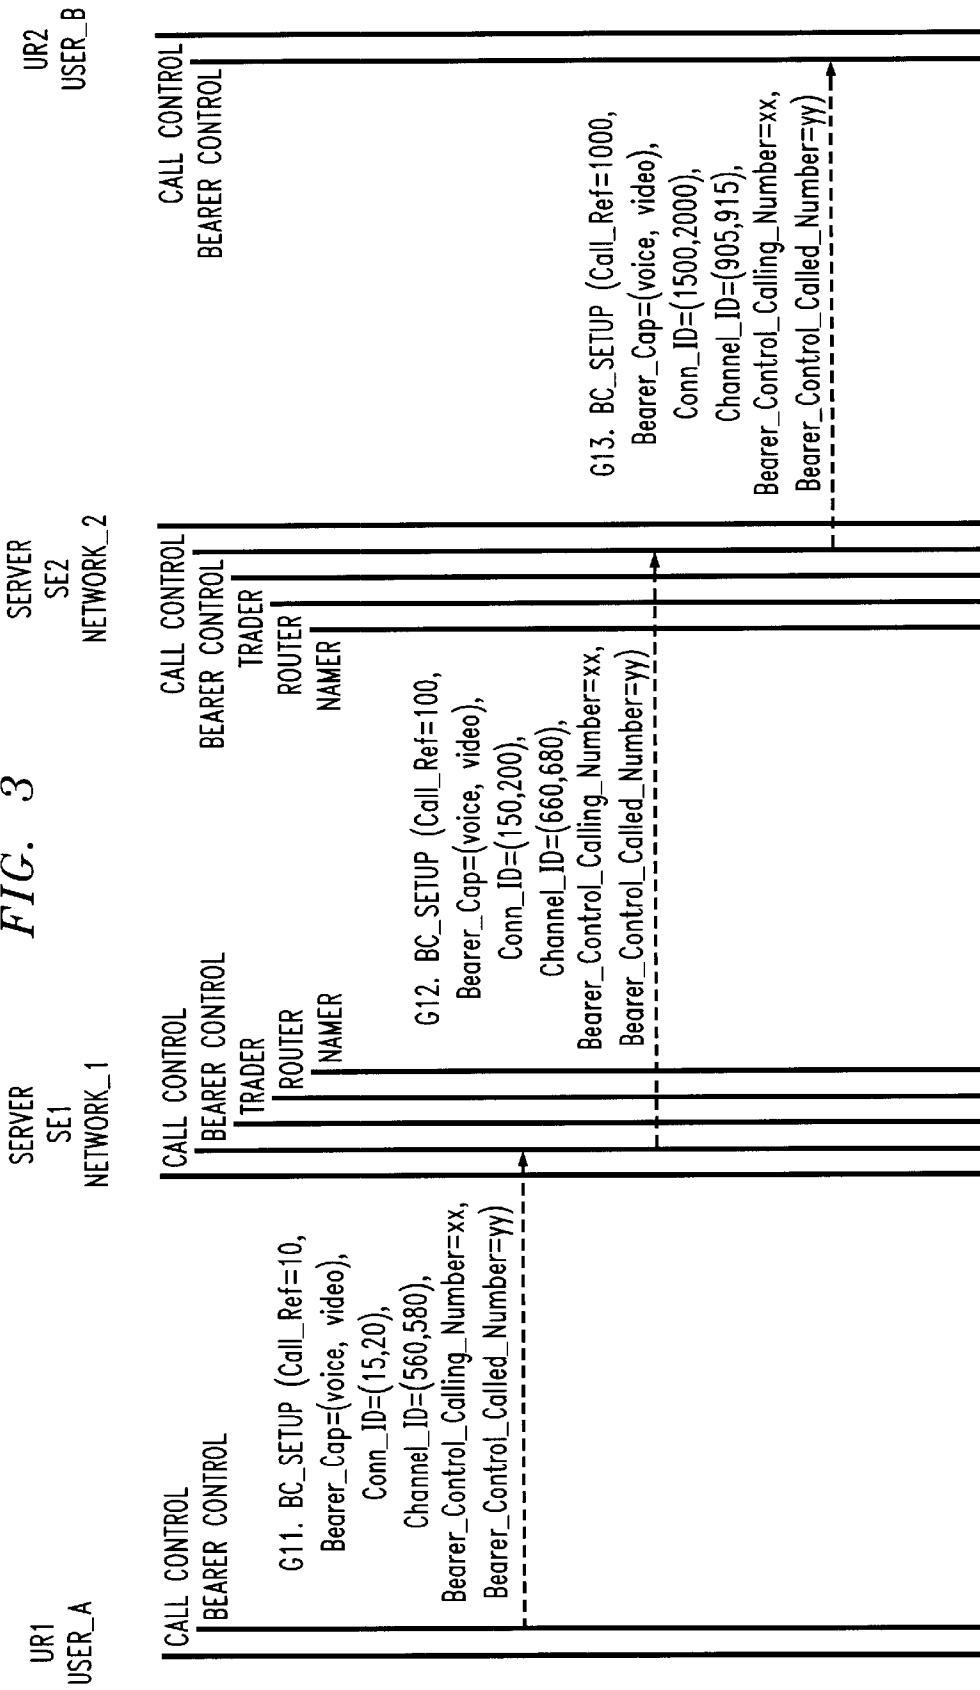 FIG. 3
UR1
USER_A
CALL CONTROL
BEARER CONTROL
SERVER
SE1
NETWORK_1
CALL CONTROL
BEARER CONTROL
TRADER
ROUTER
NAMER
SERVER
SE2
NETWORK_2
CALL CONTROL
BEARER CONTROL
TRADER
ROUTER
NAMER
UR2
USER_B
CALL CONTROL
BEARER CONTROL
G11. BC_SETUP (Call_Ref=10,
Bearer_Cap=(voice, video),
Conn_ID=(15,20),
Channel_ID=(560,580),
Bearer_Control_Calling_Number=xx,
Bearer_Control_Called_Number=yy)
G12. BC_SETUP (Call_Ref=100,
Bearer_Cap=(voice, video),
Conn_ID=(150,200),
Channel_ID=(660,680),
Bearer_Control_Calling_Number=xx,
Bearer_Control_Called_Number=yy)
G13. BC_SETUP (Call_Ref=1000,
Bearer_Cap=(voice, video),
Conn_ID=(1500,2000),
Channel_ID=(905,915),
Bearer_Control_Calling_Number=xx,
Bearer_Control_Called_Number=yy)